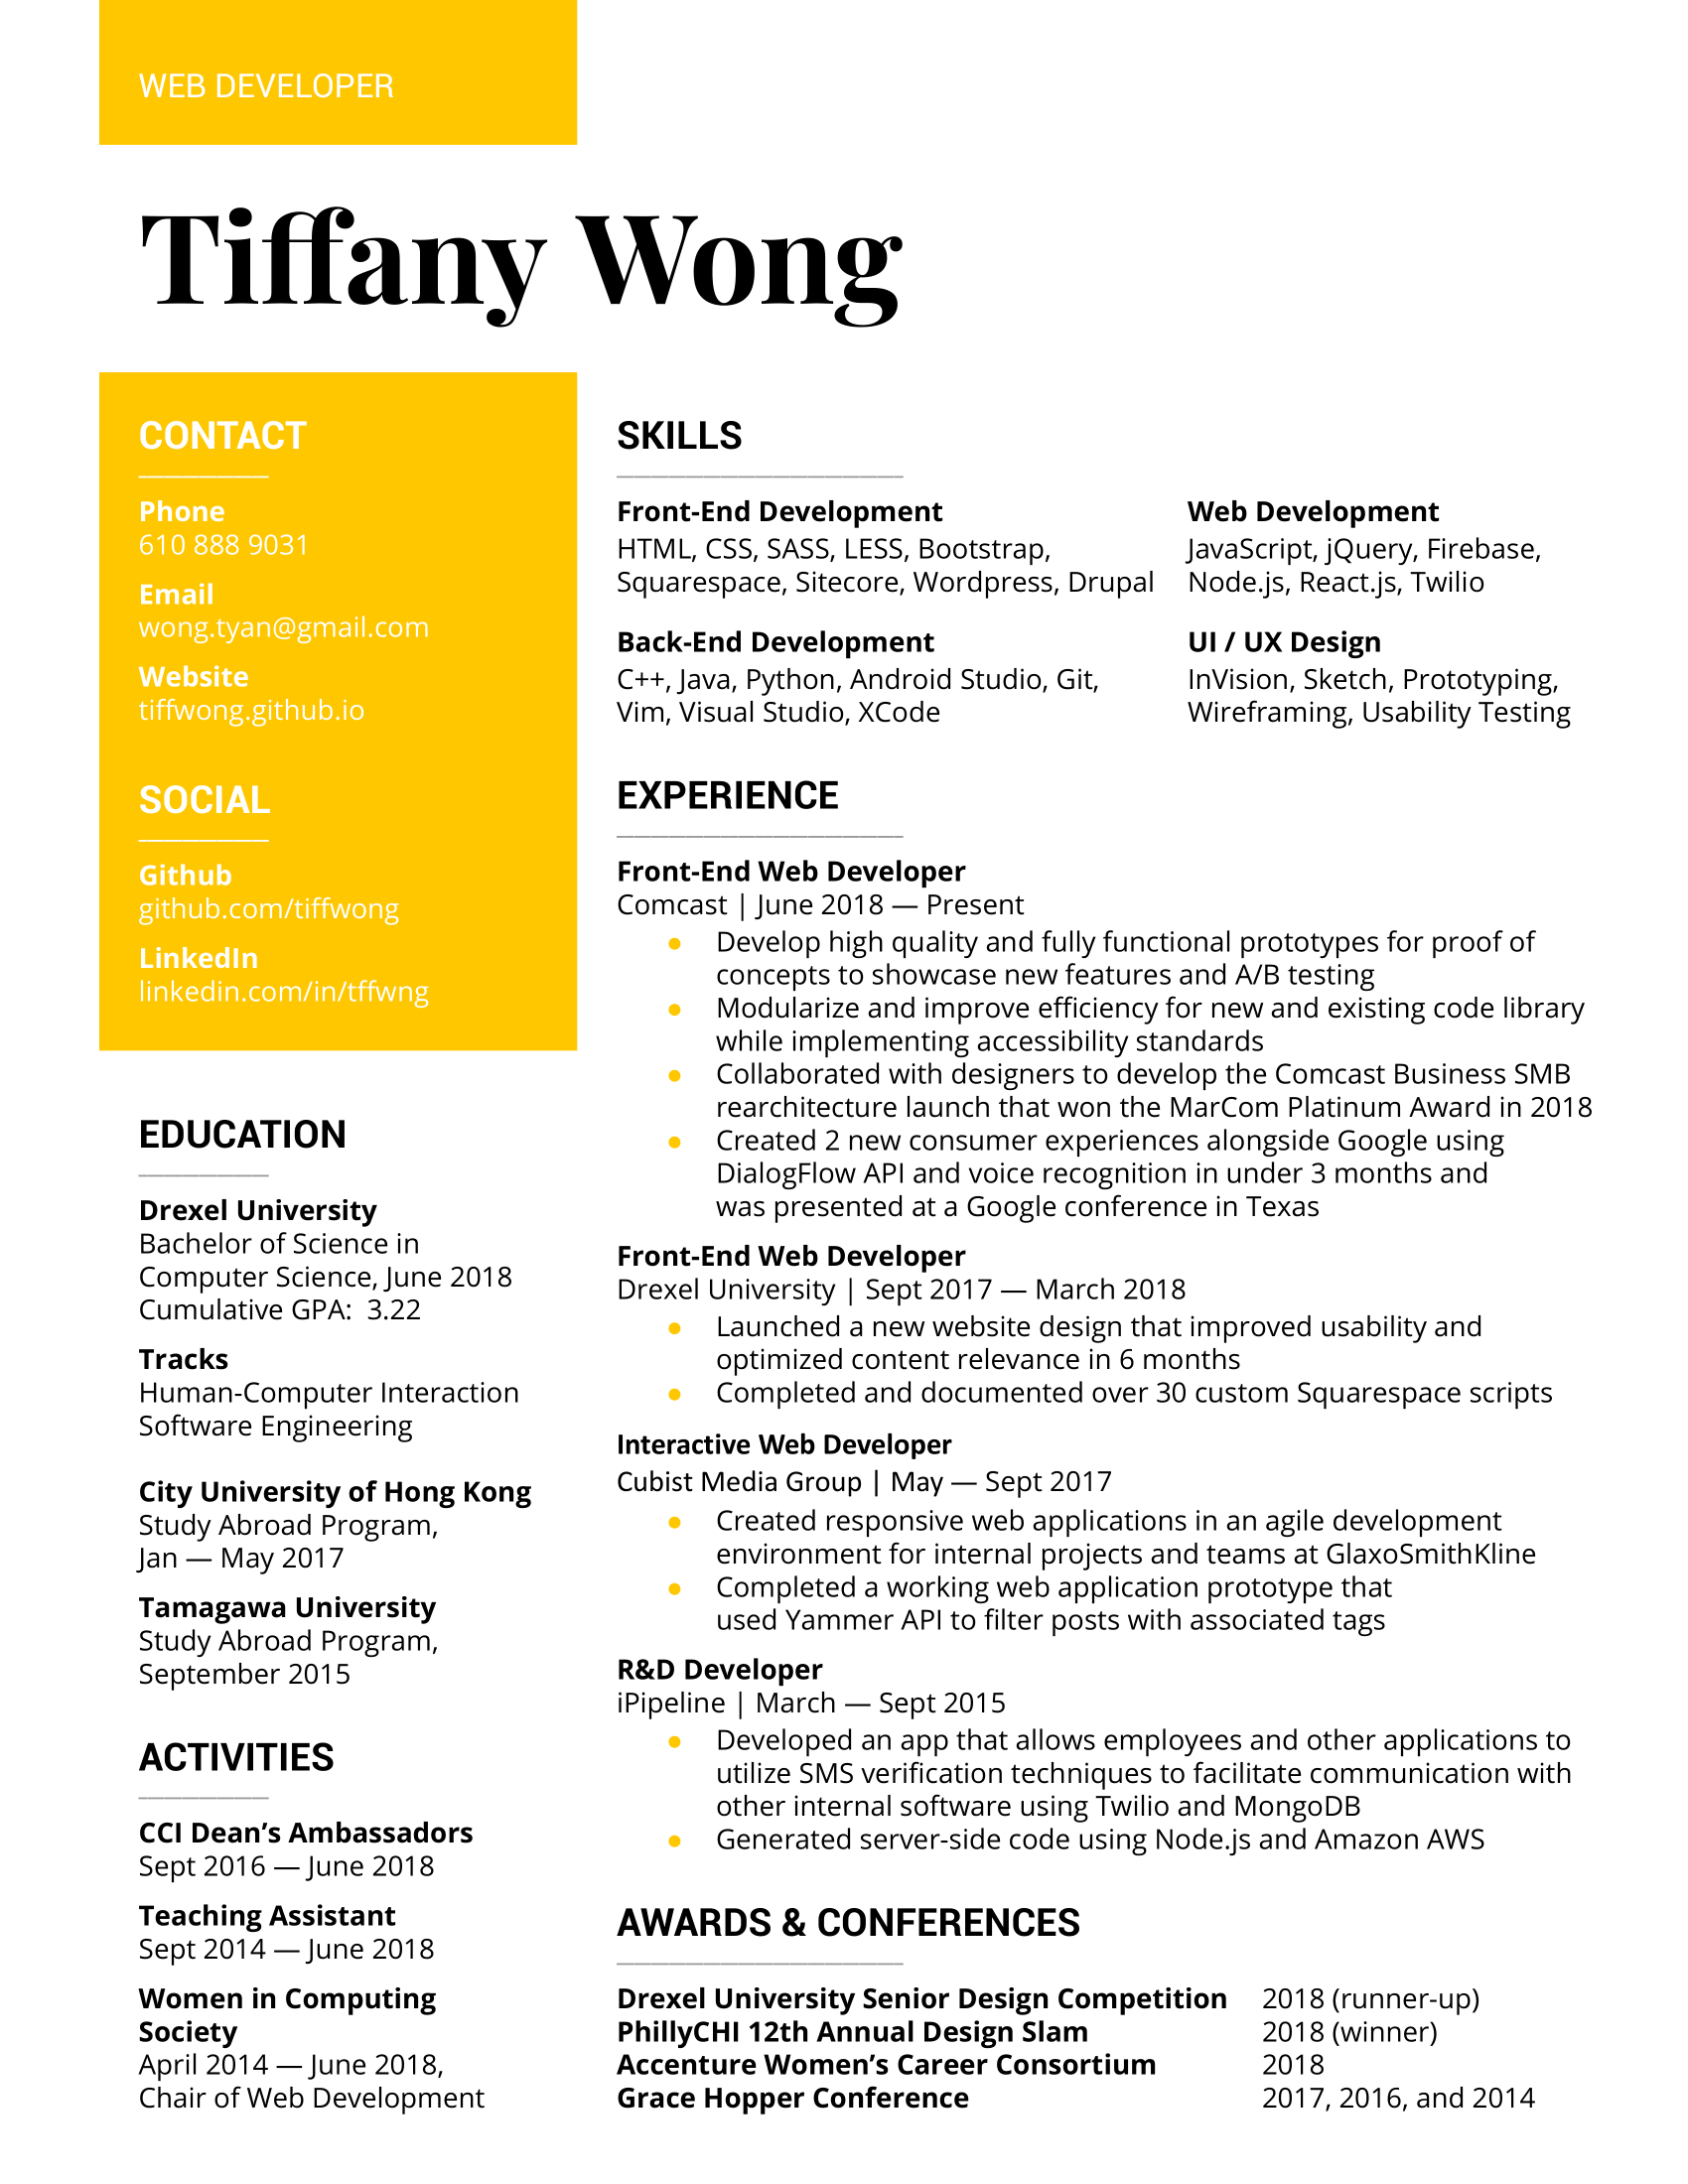 WEB DEVELOPER
Tiffany Wong
CONTACT
Phone
610 888 9031
Email
wong.tyan@gmail.com
Website
tiffwong.github.io
SOCIAL
Github
github.com/tiffwong
LinkedIn
linkedin.com/in/tffwng
EDUCATION
Drexel University
Bachelor of Science in
Computer Science, June 2018
Cumulative GPA:  3.22
Tracks
Human-Computer Interaction
Software Engineering
City University of Hong Kong
Study Abroad Program,
Jan — May 2017
Tamagawa University
Study Abroad Program,
September 2015
ACTIVITIES
CCI Dean’s Ambassadors
Sept 2016 — June 2018
Teaching Assistant
Sept 2014 — June 2018
Women in Computing
Society
April 2014 — June 2018,
Chair of Web Development
SKILLS
Front-End Development
HTML, CSS, SASS, LESS, Bootstrap,
Squarespace, Sitecore, Wordpress, Drupal
Web Development
JavaScript, jQuery, Firebase,
Node.js, React.js, Twilio
Back-End Development
C++, Java, Python, Android Studio, Git,
Vim, Visual Studio, XCode
UI / UX Design
InVision, Sketch, Prototyping,
Wireframing, Usability Testing
EXPERIENCE
Front-End Web Developer
Comcast | June 2018 — Present
● Develop high quality and fully functional prototypes for proof of
concepts to showcase new features and A/B testing
● Modularize and improve efficiency for new and existing code library
while implementing accessibility standards
● Collaborated with designers to develop the Comcast Business SMB
rearchitecture launch that won the MarCom Platinum Award in 2018
● Created 2 new consumer experiences alongside Google using
DialogFlow API and voice recognition in under 3 months and
was presented at a Google conference in Texas
Front-End Web Developer
Drexel University | Sept 2017 — March 2018
● Launched a new website design that improved usability and
optimized content relevance in 6 months
● Completed and documented over 30 custom Squarespace scripts
Interactive Web Developer
Cubist Media Group | May — Sept 2017
● Created responsive web applications in an agile development
environment for internal projects and teams at GlaxoSmithKline
● Completed a working web application prototype that
used Yammer API to filter posts with associated tags
R&D Developer
iPipeline | March — Sept 2015
● Developed an app that allows employees and other applications to
utilize SMS verification techniques to facilitate communication with
other internal software using Twilio and MongoDB
● Generated server-side code using Node.js and Amazon AWS
AWARDS & CONFERENCES
Drexel University Senior Design Competition 2018 (runner-up)
PhillyCHI 12th Annual Design Slam 2018 (winner)
Accenture Women’s Career Consortium 2018
Grace Hopper Conference 2017, 2016, and 2014